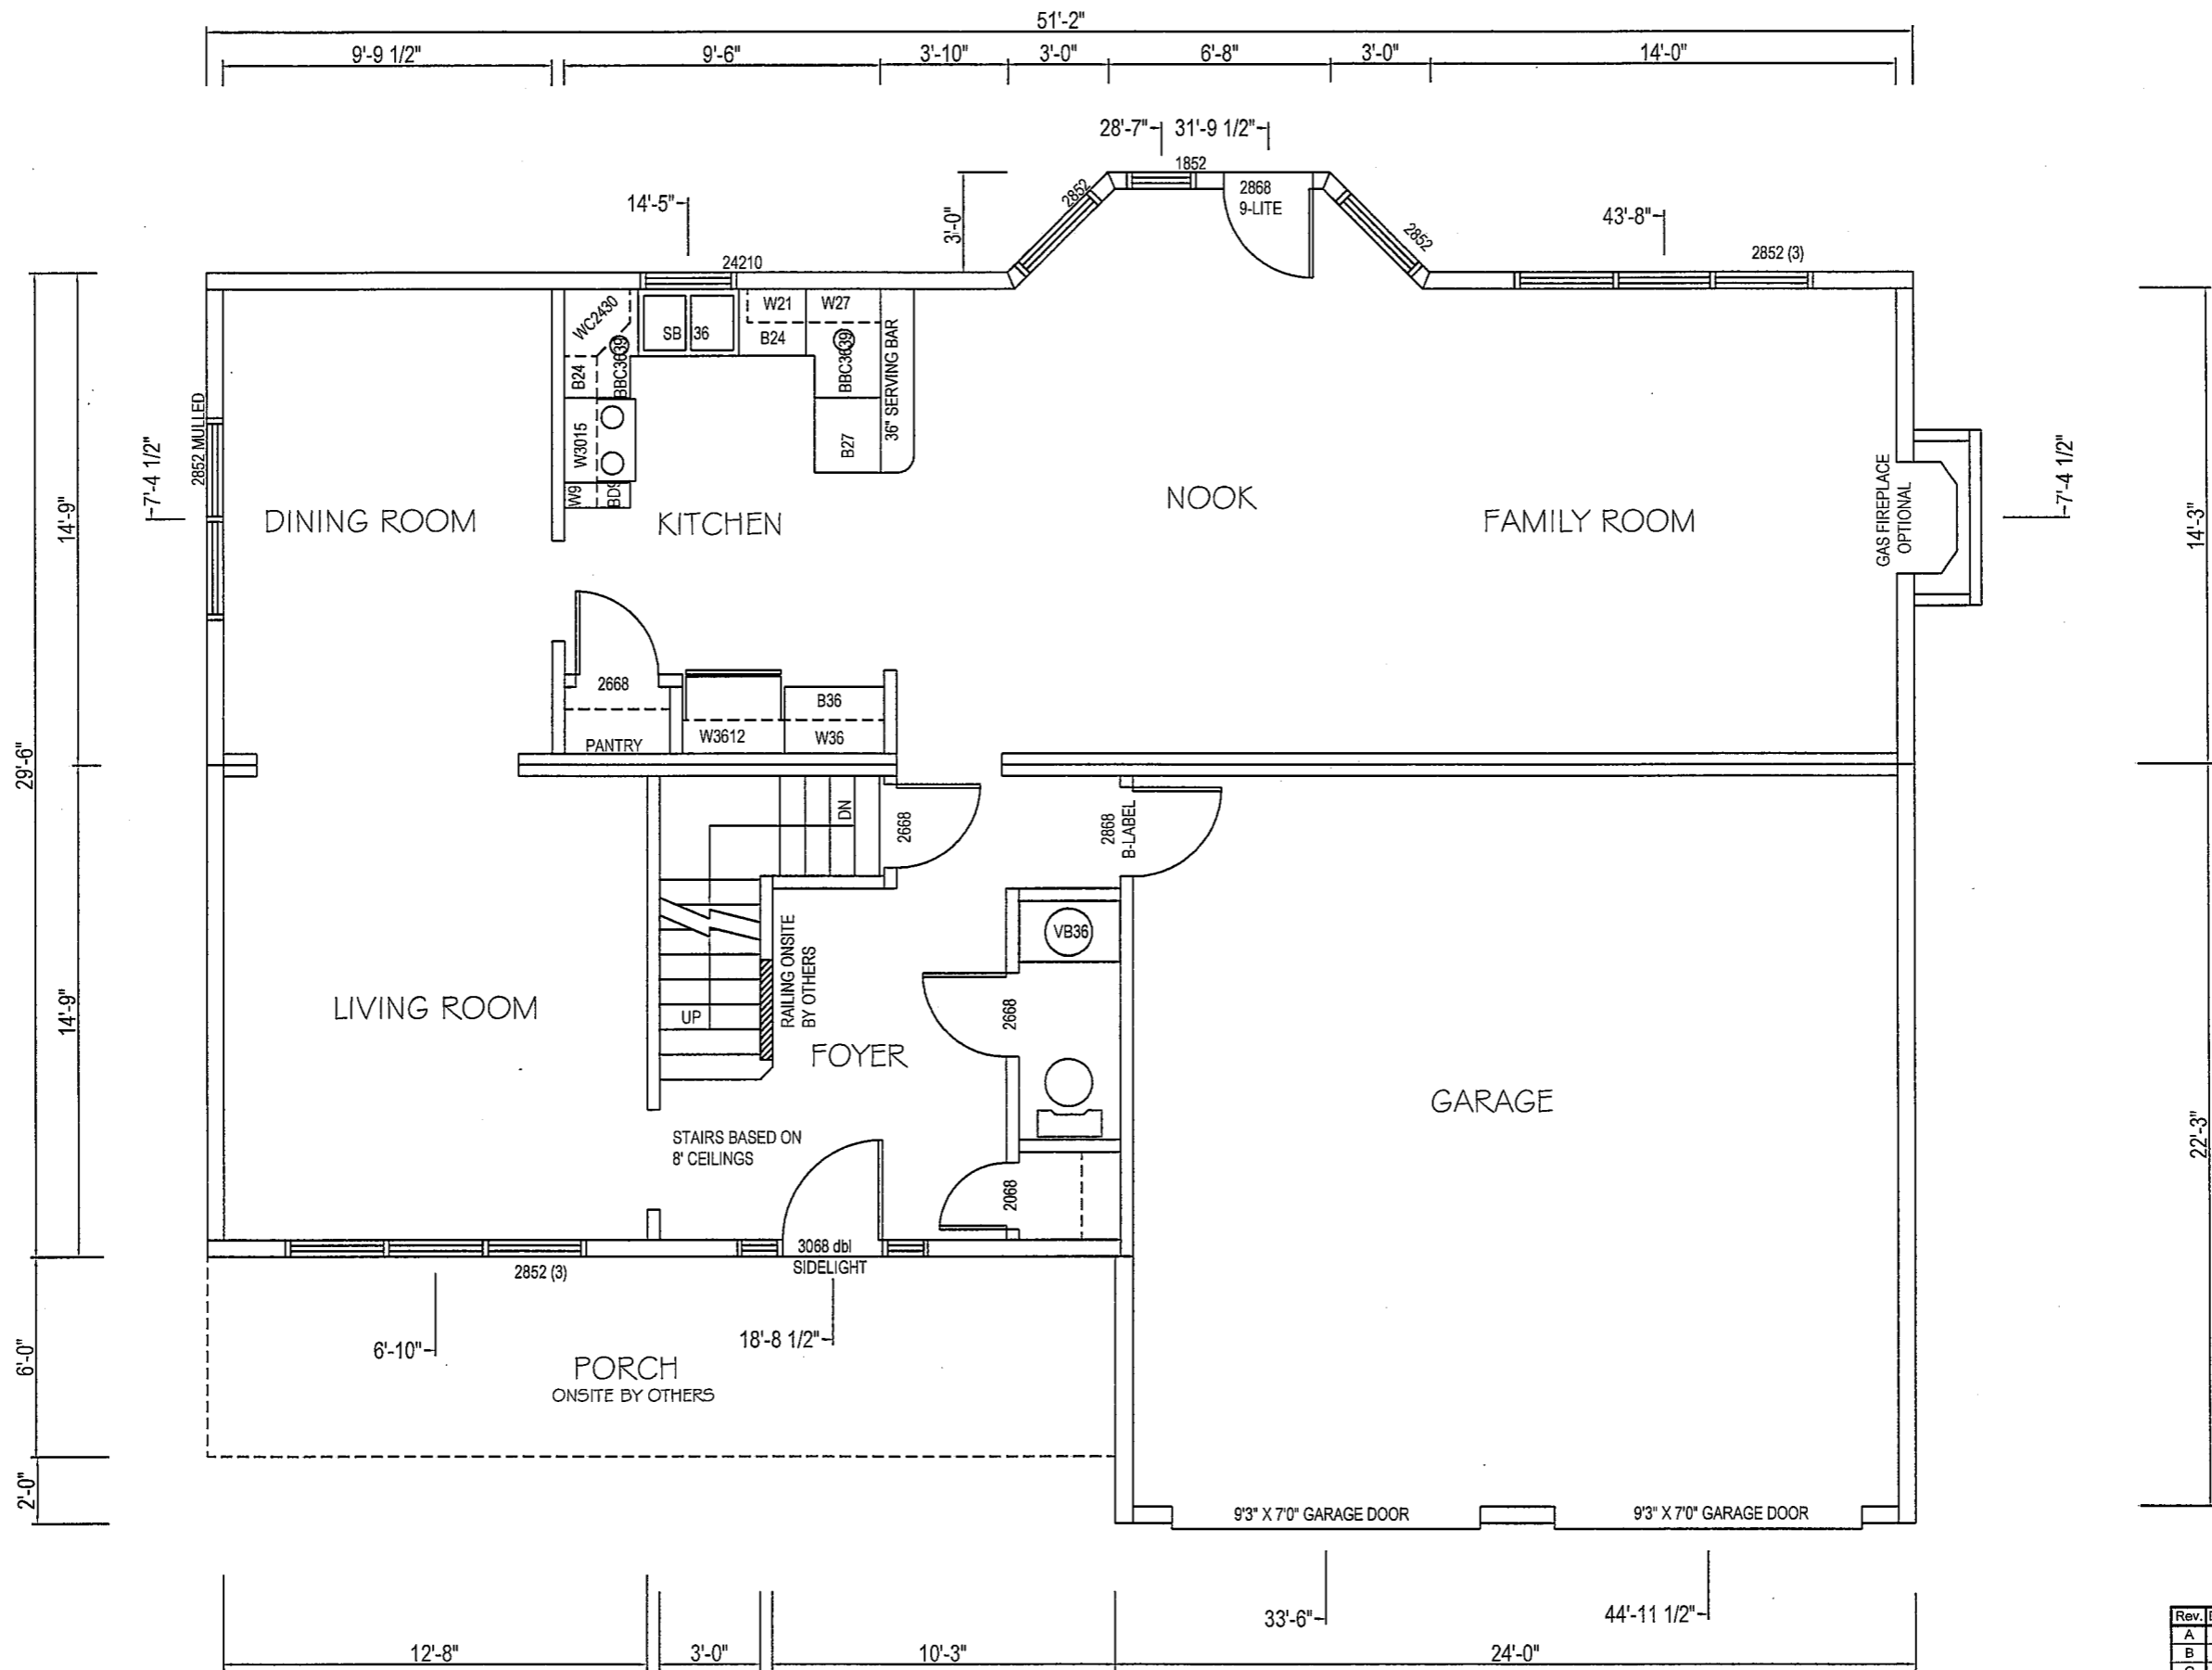 51'-2"
9'-9 1/2"
9'-6"
3'-10"
3'-0"
6'-8"
3'-0"
14'-0"
28'-7"
31'-9 1/2"
1852
2868
9-LITE
2852
2852
14'-5"
3'-0"
43'-8"
24210
2852 (3)
WC2430
SB 36
W21
W27
B24
BBC3639
BBC3639
36" SERVING BAR
B24
W3015
B27
W9
2852 MULLED
7'-4 1/2"
14'-9"
DINING ROOM
KITCHEN
NOOK
FAMILY ROOM
GAS FIREPLACE
OPTIONAL
7'-4 1/2"
14'-3"
2668
B36
PANTRY
W3612
W36
29'-6"
DN
2668
2868
B-LABEL
RAILING ONSITE
BY OTHERS
VB36
14'-9"
LIVING ROOM
UP
2668
FOYER
GARAGE
22'-3"
STAIRS BASED ON
8' CEILINGS
2068
3068 dbl
SIDELIGHT
2852 (3)
6'-0"
6'-10"
18'-8 1/2"
PORCH
ONSITE BY OTHERS
2'-0"
9'3" X 7'0" GARAGE DOOR
9'3" X 7'0" GARAGE DOOR
33'-6"
44'-11 1/2"
12'-8"
3'-0"
10'-3"
24'-0"
Rev.
A
B